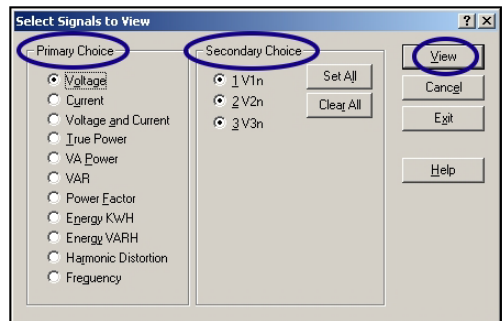 Select Signals to View
Primary Choice
Voltage
Current
Voltage and Current
True Power
VA Power
VAR
Power Factor
Energy KWH
Energy VARH
Harmonic Distortion
Frequency
Secondary Choice
1 V1n
2 V2n
3 V3n
Set All
Clear All
View
Cancel
Exit
Help